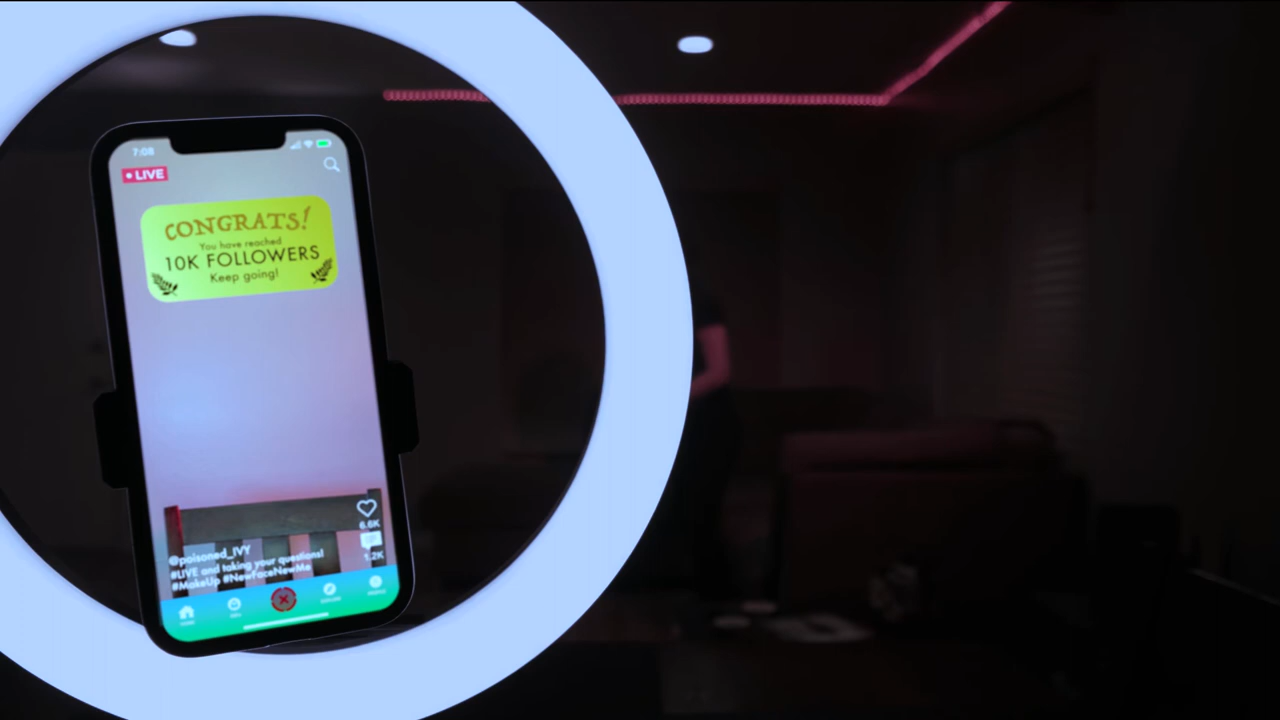 7:08
LIVE
CONGRATS!
You have reached
10K FOLLOWERS
Keep going!
6.6K
@poisoned_IVY
1.2K
#LIVE and taking your questions!
#MakeUp #NewFaceNewMe
HOME